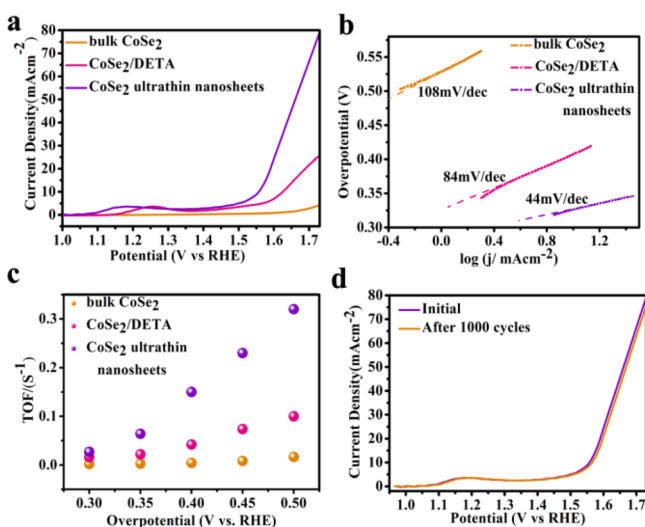 a
80
70
60
50
40
30
20
10
0
Current Density(mAcm-2)
bulk CoSe2
CoSe2/DETA
CoSe2 ultrathin nanosheets
1.0 1.1 1.2 1.3 1.4 1.5 1.6 1.7
Potential (V vs RHE)
b
0.55
0.50
0.45
0.40
0.35
0.30
Overpotential (V)
bulk CoSe2
CoSe2/DETA
CoSe2 ultrathin
nanosheets
108mV/dec
84mV/dec
44mV/dec
-0.4 0.0 0.4 0.8 1.2
log (j/ mAcm-2)
c
0.3
0.2
0.1
0.0
TOF/(S-1)
bulk CoSe2
CoSe2/DETA
CoSe2 ultrathin
nanosheets
0.30 0.35 0.40 0.45 0.50
Overpotential (V vs. RHE)
d
80
70
60
50
40
30
20
10
0
Current Density(mAcm-2)
Initial
After 1000 cycles
1.0 1.1 1.2 1.3 1.4 1.5 1.6 1.7
Potential (V vs RHE)